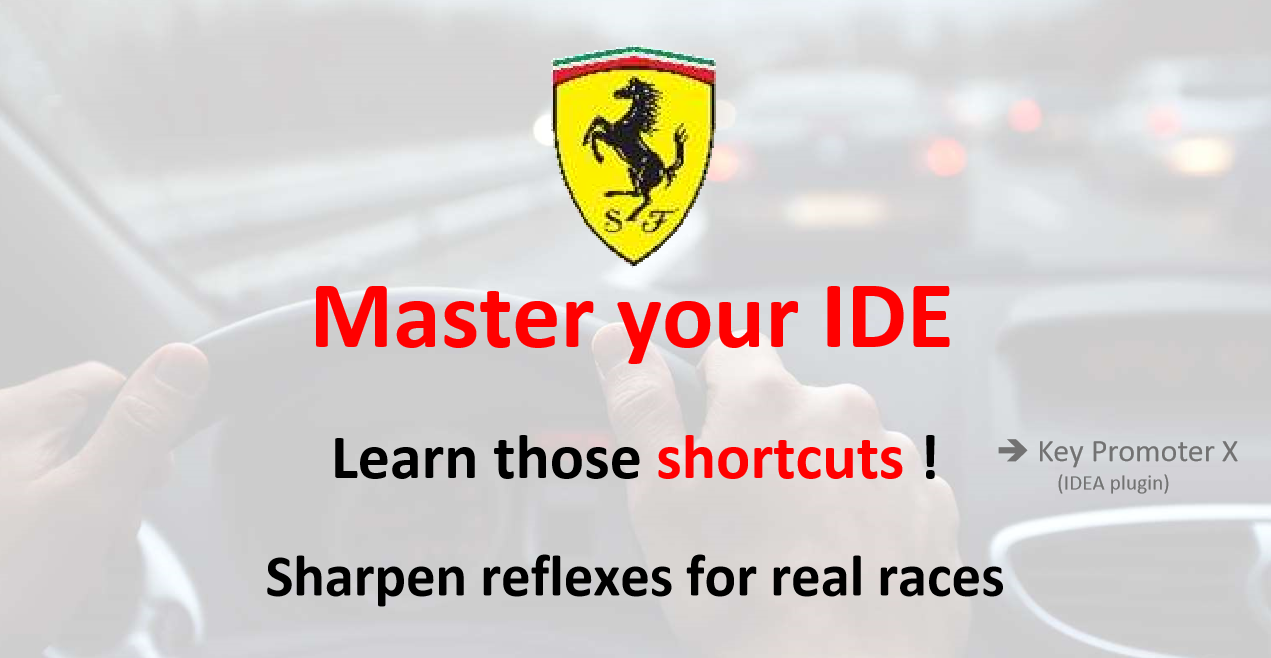 S F
Master your IDE
Learn those shortcuts !
➔ Key Promoter X
(IDEA plugin)
Sharpen reflexes for real races